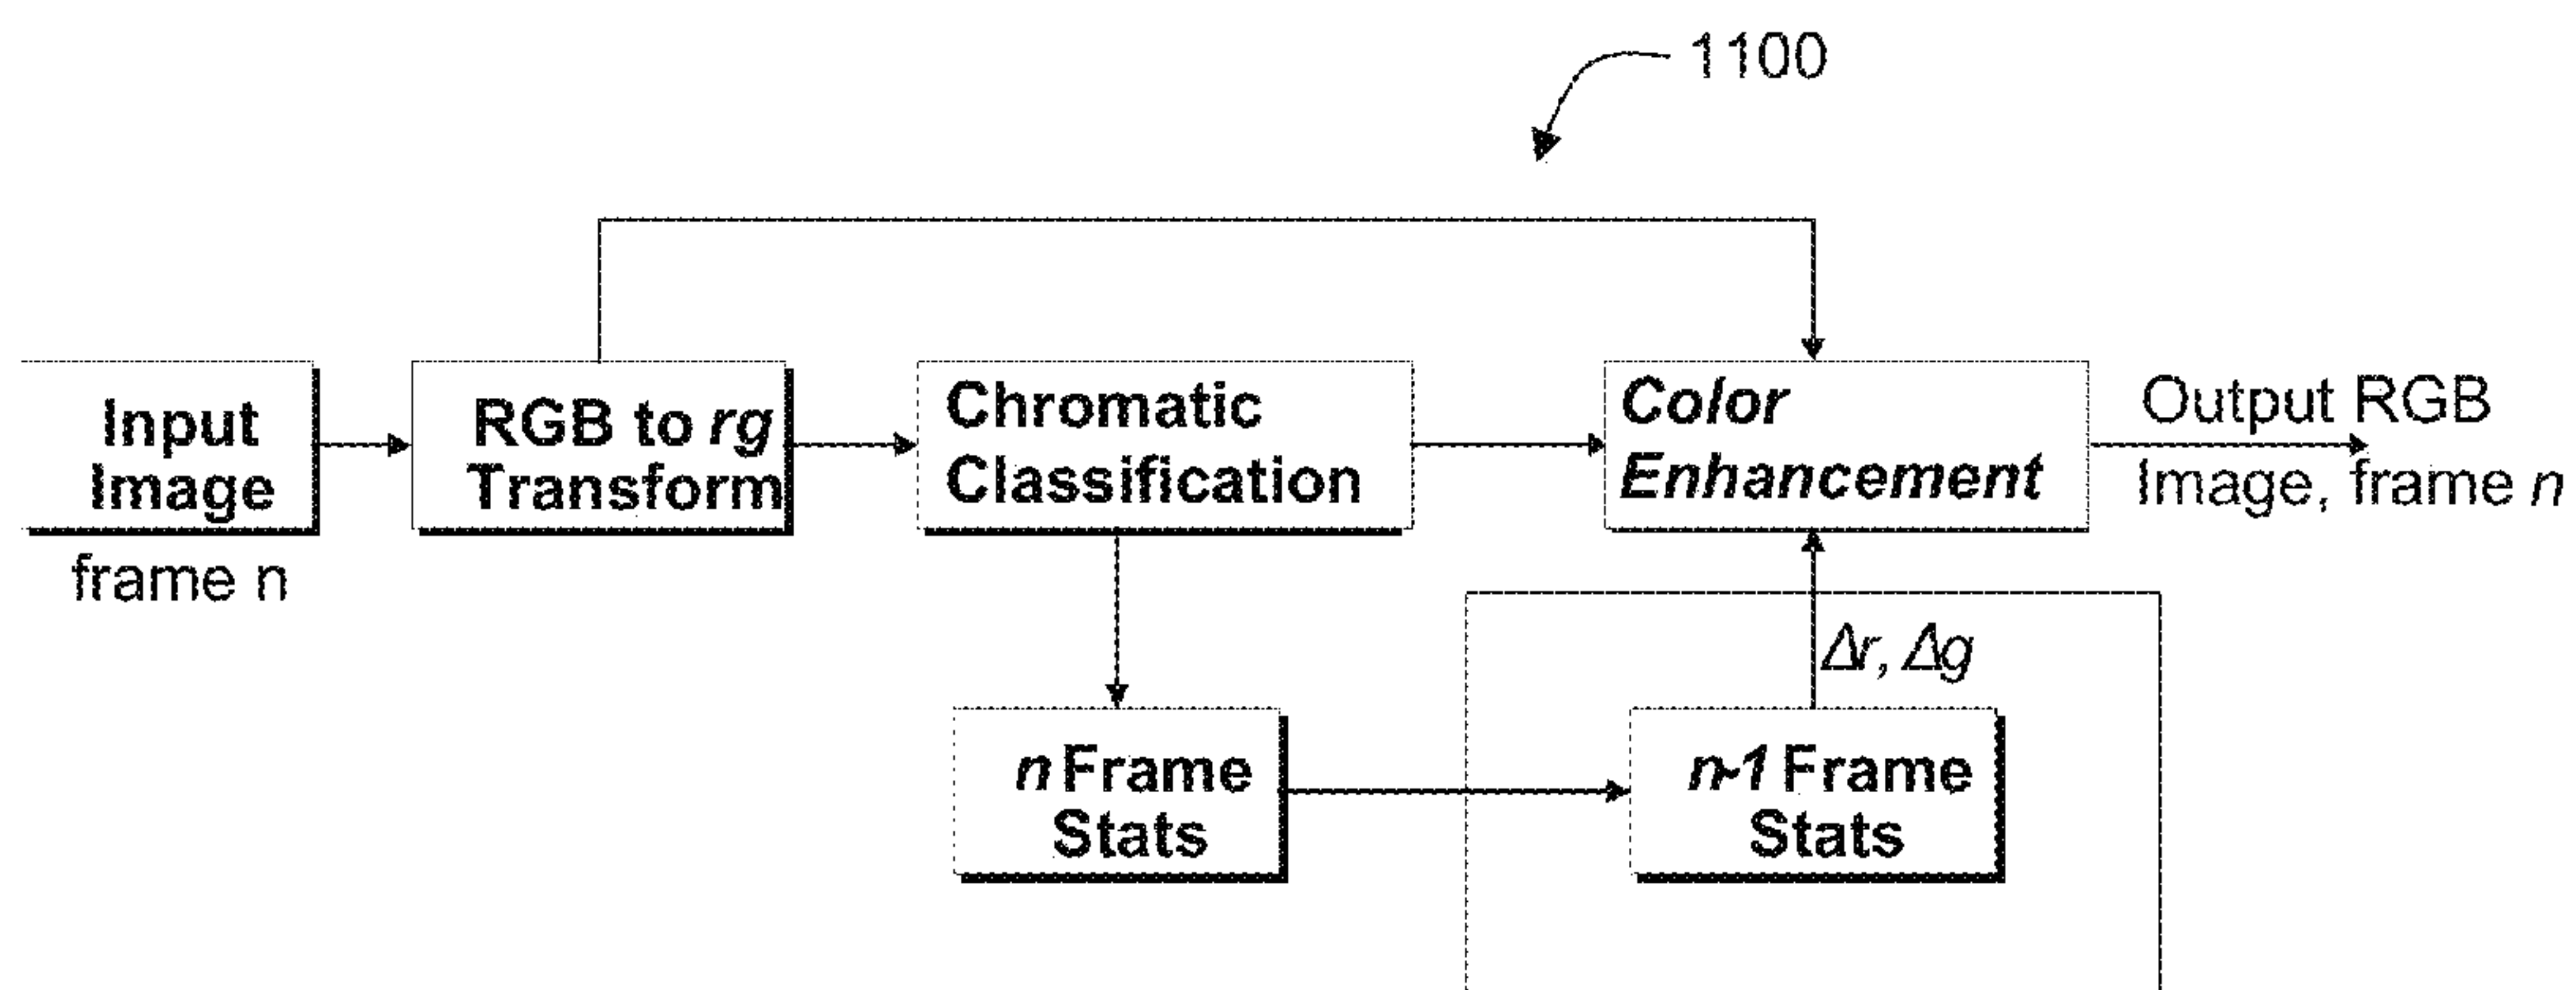 1100
Input
Image
frame n
RGB to rg
Transform
Chromatic
Classification
Color
Enhancement
Output RGB
Image, frame n
Δr, Δg
n Frame
Stats
n-1 Frame
Stats